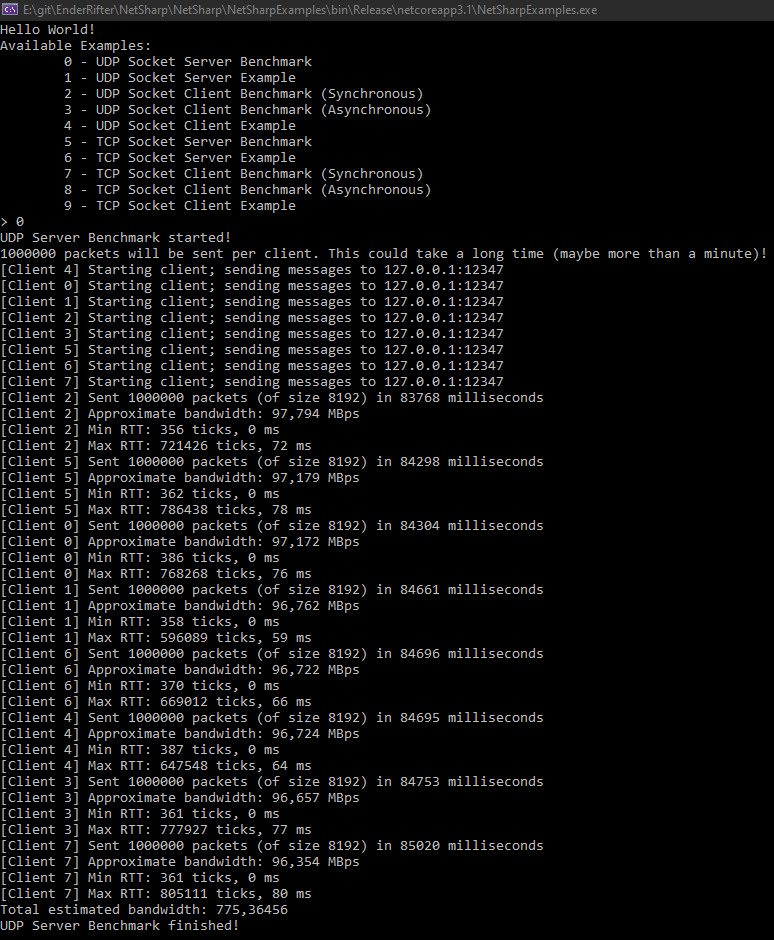 E:\git\EnderRifter\NetSharp\NetSharp\NetSharpExamples\bin\Release\netcoreapp3.1\NetSharpExamples.exe
Hello World!
Available Examples:
0 - UDP Socket Server Benchmark
1 - UDP Socket Server Example
2 - UDP Socket Client Benchmark (Synchronous)
3 - UDP Socket Client Benchmark (Asynchronous)
4 - UDP Socket Client Example
5 - TCP Socket Server Benchmark
6 - TCP Socket Server Example
7 - TCP Socket Client Benchmark (Synchronous)
8 - TCP Socket Client Benchmark (Asynchronous)
9 - TCP Socket Client Example
> 0
UDP Server Benchmark started!
1000000 packets will be sent per client. This could take a long time (maybe more than a minute)!
[Client 4] Starting client; sending messages to 127.0.0.1:12347
[Client 0] Starting client; sending messages to 127.0.0.1:12347
[Client 1] Starting client; sending messages to 127.0.0.1:12347
[Client 2] Starting client; sending messages to 127.0.0.1:12347
[Client 3] Starting client; sending messages to 127.0.0.1:12347
[Client 5] Starting client; sending messages to 127.0.0.1:12347
[Client 6] Starting client; sending messages to 127.0.0.1:12347
[Client 7] Starting client; sending messages to 127.0.0.1:12347
[Client 2] Sent 1000000 packets (of size 8192) in 83768 milliseconds
[Client 2] Approximate bandwidth: 97,794 MBps
[Client 2] Min RTT: 356 ticks, 0 ms
[Client 2] Max RTT: 721426 ticks, 72 ms
[Client 5] Sent 1000000 packets (of size 8192) in 84298 milliseconds
[Client 5] Approximate bandwidth: 97,179 MBps
[Client 5] Min RTT: 362 ticks, 0 ms
[Client 5] Max RTT: 786438 ticks, 78 ms
[Client 0] Sent 1000000 packets (of size 8192) in 84304 milliseconds
[Client 0] Approximate bandwidth: 97,172 MBps
[Client 0] Min RTT: 386 ticks, 0 ms
[Client 0] Max RTT: 768268 ticks, 76 ms
[Client 1] Sent 1000000 packets (of size 8192) in 84661 milliseconds
[Client 1] Approximate bandwidth: 96,762 MBps
[Client 1] Min RTT: 358 ticks, 0 ms
[Client 1] Max RTT: 596089 ticks, 59 ms
[Client 6] Sent 1000000 packets (of size 8192) in 84696 milliseconds
[Client 6] Approximate bandwidth: 96,722 MBps
[Client 6] Min RTT: 370 ticks, 0 ms
[Client 6] Max RTT: 669012 ticks, 66 ms
[Client 4] Sent 1000000 packets (of size 8192) in 84695 milliseconds
[Client 4] Approximate bandwidth: 96,724 MBps
[Client 4] Min RTT: 387 ticks, 0 ms
[Client 4] Max RTT: 647548 ticks, 64 ms
[Client 3] Sent 1000000 packets (of size 8192) in 84753 milliseconds
[Client 3] Approximate bandwidth: 96,657 MBps
[Client 3] Min RTT: 361 ticks, 0 ms
[Client 3] Max RTT: 777927 ticks, 77 ms
[Client 7] Sent 1000000 packets (of size 8192) in 85020 milliseconds
[Client 7] Approximate bandwidth: 96,354 MBps
[Client 7] Min RTT: 361 ticks, 0 ms
[Client 7] Max RTT: 805111 ticks, 80 ms
Total estimated bandwidth: 775,36456
UDP Server Benchmark finished!